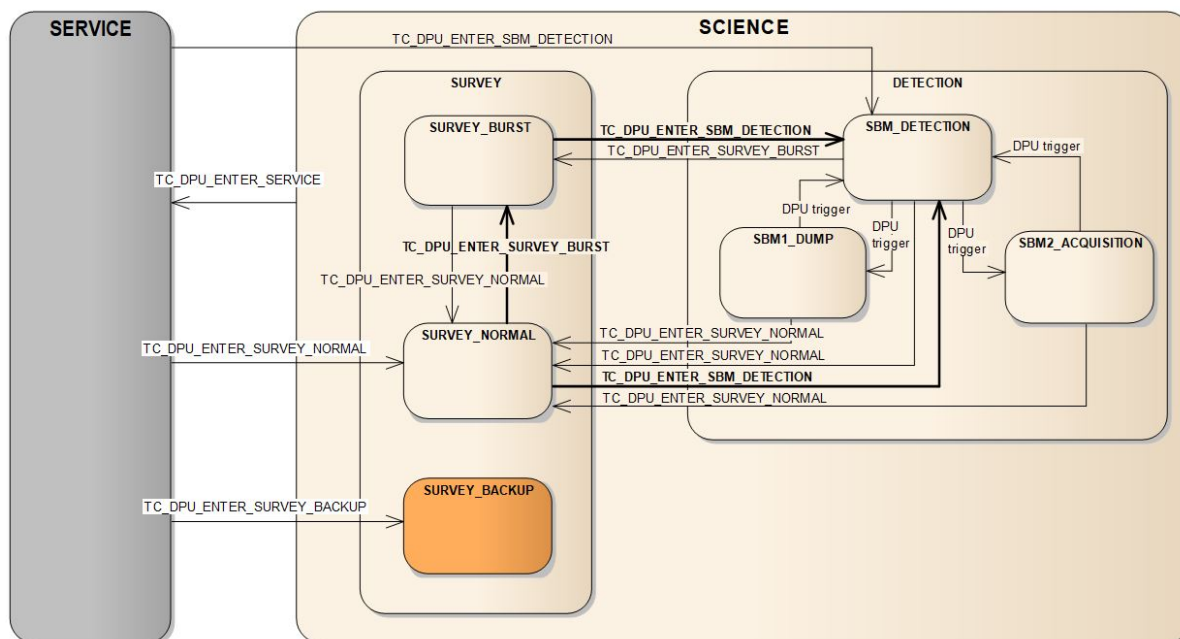 SERVICE
SCIENCE
TC_DPU_ENTER_SBM_DETECTION
SURVEY
DETECTION
SURVEY_BURST
TC_DPU_ENTER_SBM_DETECTION
SBM_DETECTION
TC_DPU_ENTER_SURVEY_BURST
DPU trigger
TC_DPU_ENTER_SERVICE
DPU trigger
SBM1_DUMP
DPU
trigger
DPU
trigger
SBM2_ACQUISITION
TC_DPU_ENTER_SURVEY_BURST
TC_DPU_ENTER_SURVEY_NORMAL
SURVEY_NORMAL
TC_DPU_ENTER_SURVEY_NORMAL
TC_DPU_ENTER_SURVEY_NORMAL
TC_DPU_ENTER_SURVEY_NORMAL
TC_DPU_ENTER_SBM_DETECTION
TC_DPU_ENTER_SURVEY_NORMAL
SURVEY_BACKUP
TC_DPU_ENTER_SURVEY_BACKUP